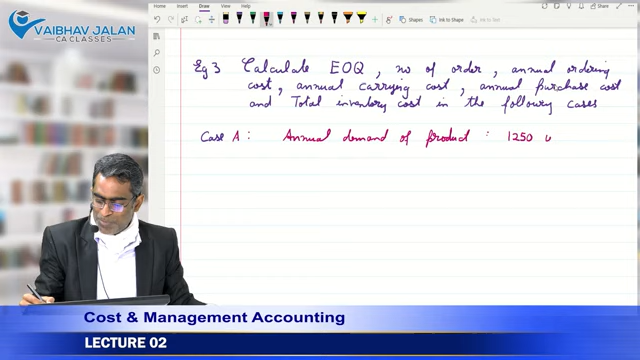 VAIBHAV JALAN
CA CLASSES
File Home Insert Draw View Help
Ink to Shape
Ink to Text
Eg 3 Calculate EOQ, no of order, annual ordering
cost, annual carrying cost, annual purchase cost
and Total inventory cost in the following cases
Case A: Annual demand of product : 1250 u
Cost & Management Accounting
LECTURE 02